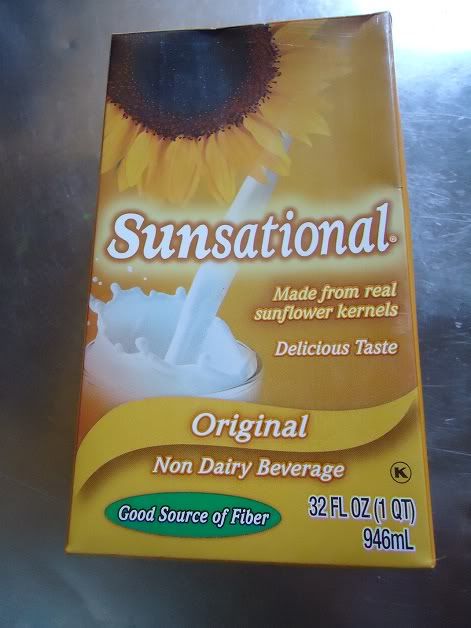 Sunsational®
Made from real
sunflower kernels
Delicious Taste
Original
Non Dairy Beverage
K
Good Source of Fiber
32 FL OZ (1 QT)
946mL